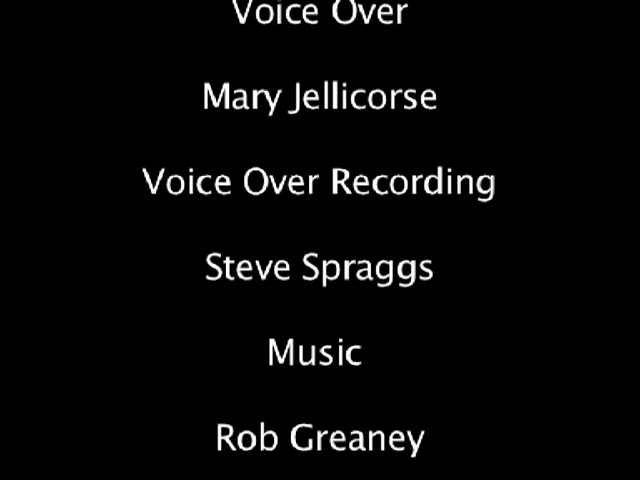 Voice Over
Mary Jellicorse
Voice Over Recording
Steve Spraggs
Music
Rob Greaney